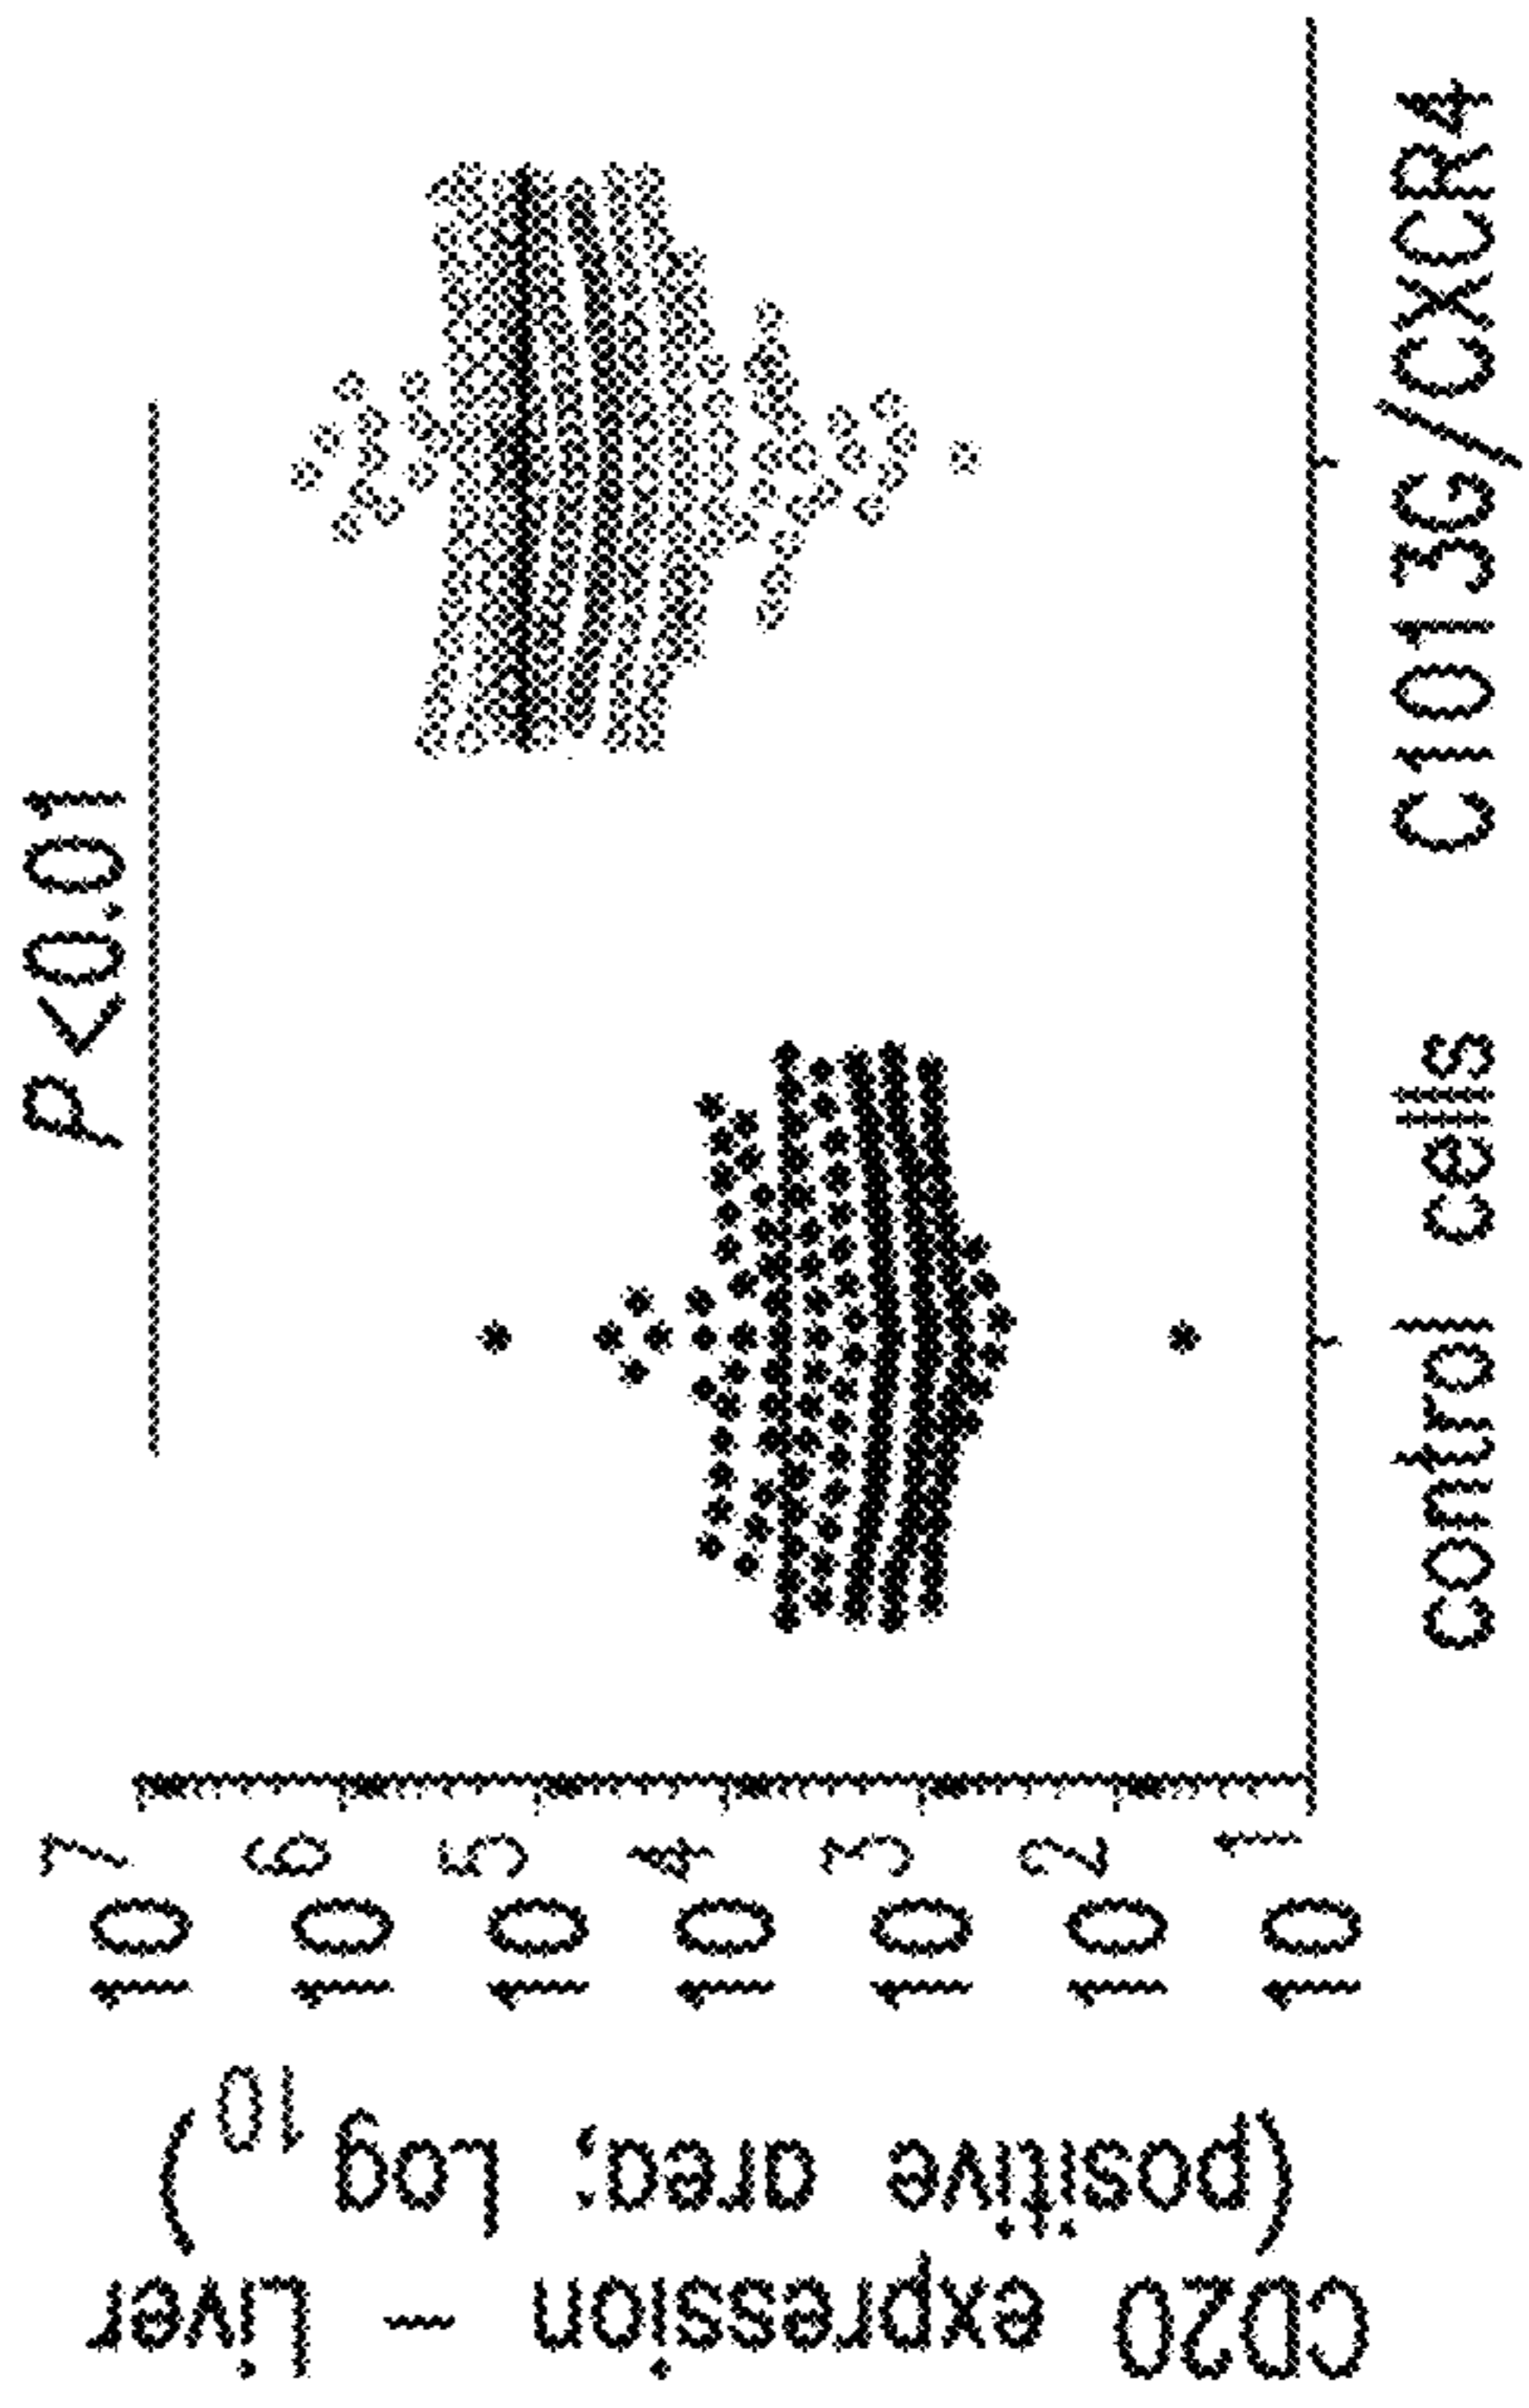 P<0.01
CD20 expression – Liver
(positive area; Log10)
10^7
10^6
10^5
10^4
10^3
10^2
10^1
control cells
C1013G/CXCR4